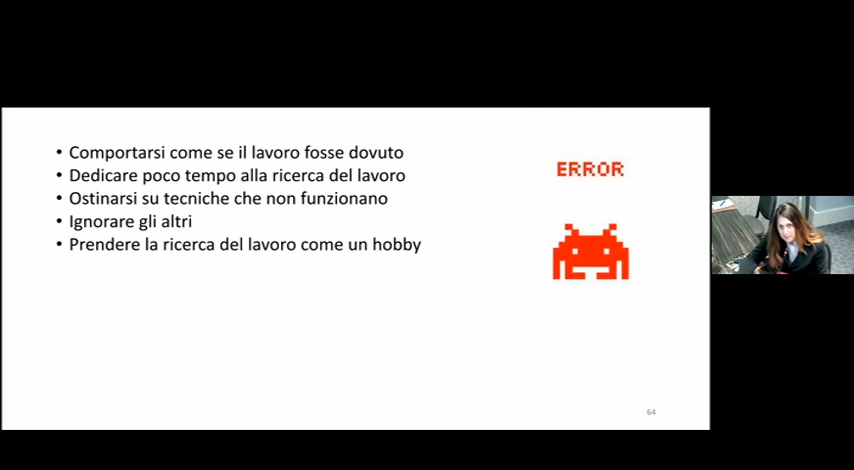 • Comportarsi come se il lavoro fosse dovuto
• Dedicare poco tempo alla ricerca del lavoro
• Ostinarsi su tecniche che non funzionano
• Ignorare gli altri
• Prendere la ricerca del lavoro come un hobby
ERROR
64